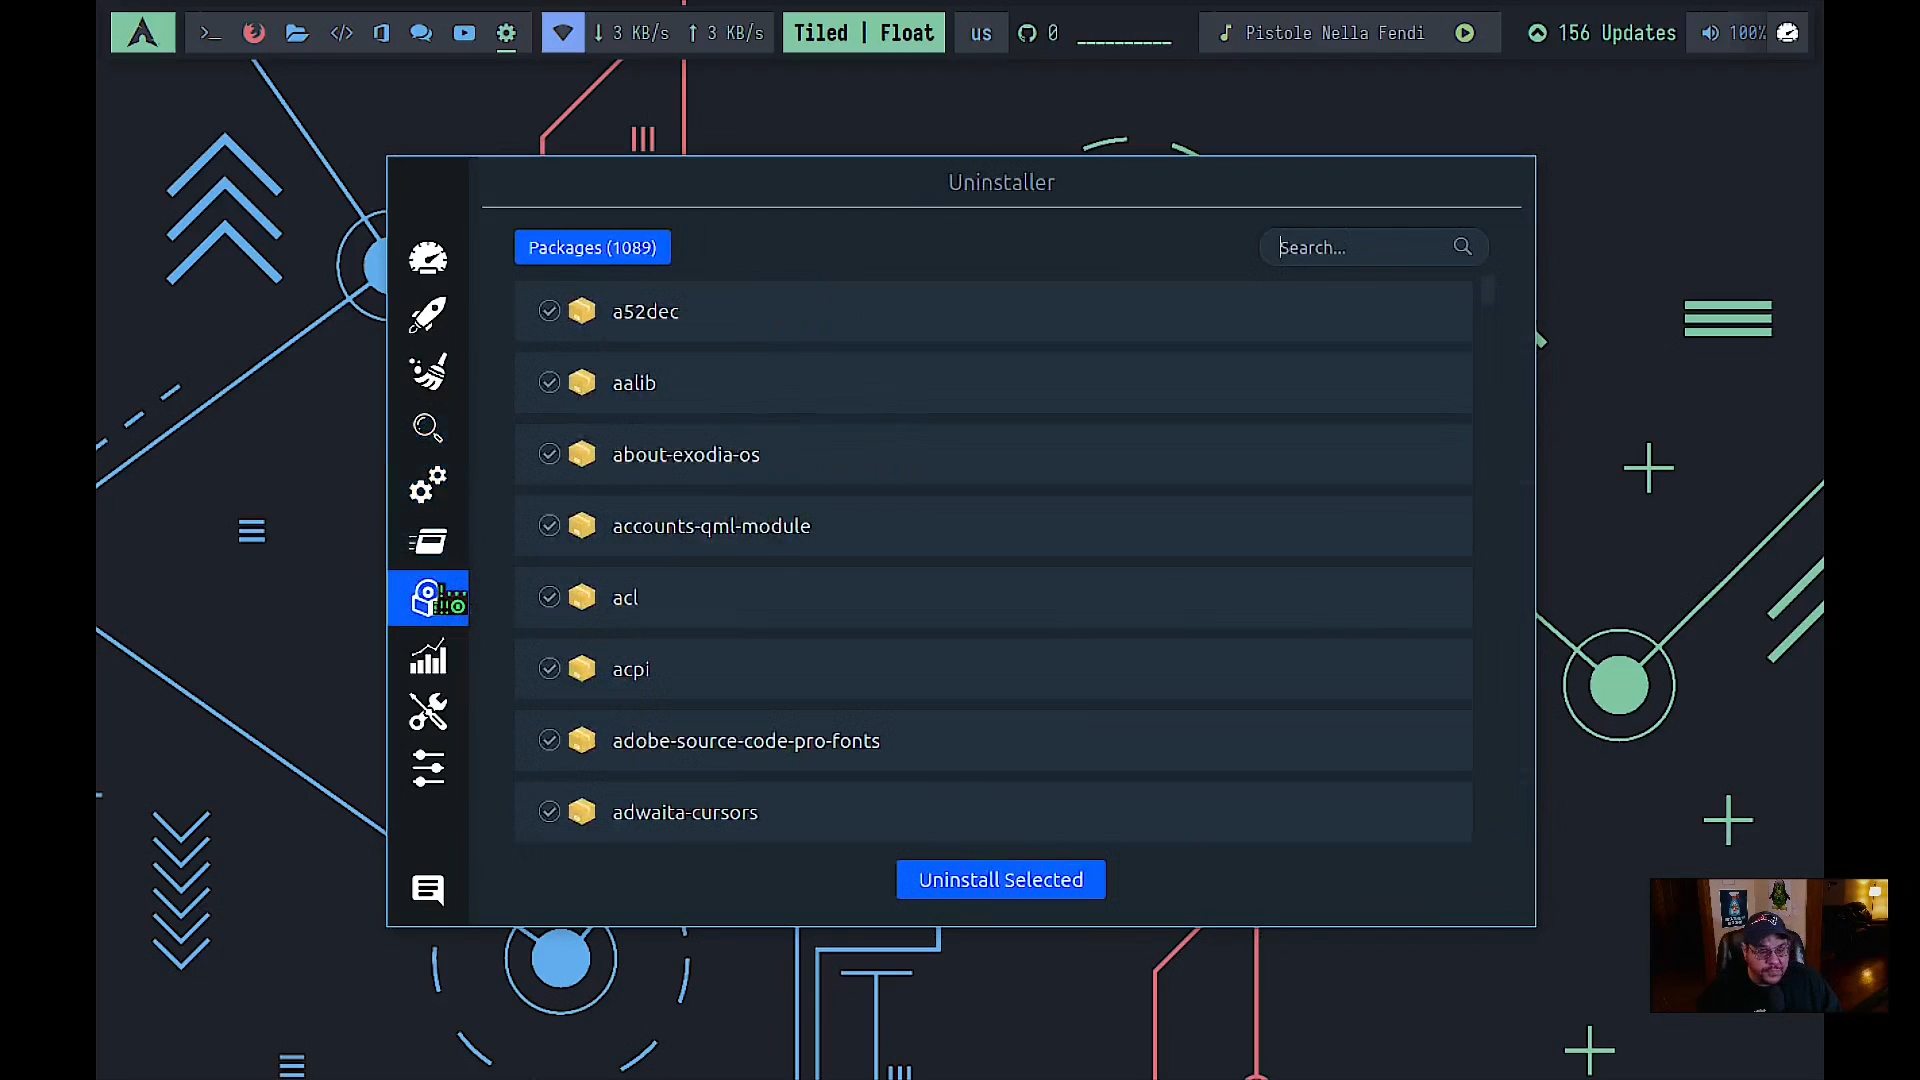 3 KB/s
3 KB/s
Tiled | Float
us
0
Pistole Nella Fendi
156 Updates
100%
Uninstaller
Packages (1089)
Search...
a52dec
aalib
about-exodia-os
accounts-qml-module
acl
acpi
adobe-source-code-pro-fonts
adwaita-cursors
Uninstall Selected